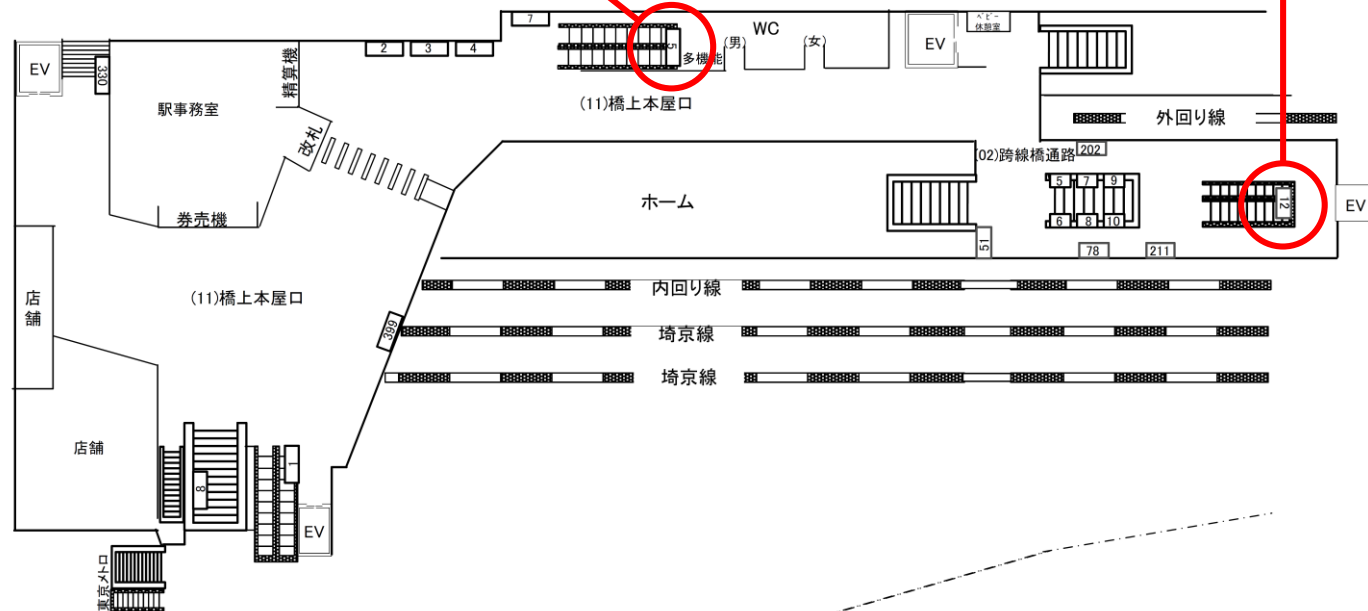 7
EV
330
精算機
2
3
4
5
多機能
(男)
WC
(女)
EV
ベビー
休憩室
駅事務室
改札
(11)橋上本屋口
外回り線
(02)跨線橋通路
202
ホーム
5
7
9
6
8
10
12
EV
券売機
51
78
211
店
舗
(11)橋上本屋口
内回り線
399
埼京線
埼京線
店舗
8
1
EV
東京メトロ